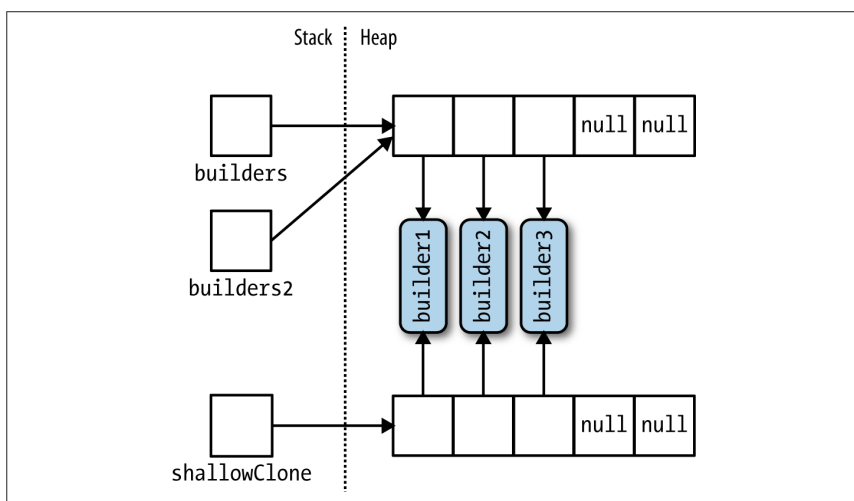 Stack Heap
null null
builders
builders2
builder1 builder2 builder3
null null
shallowClone